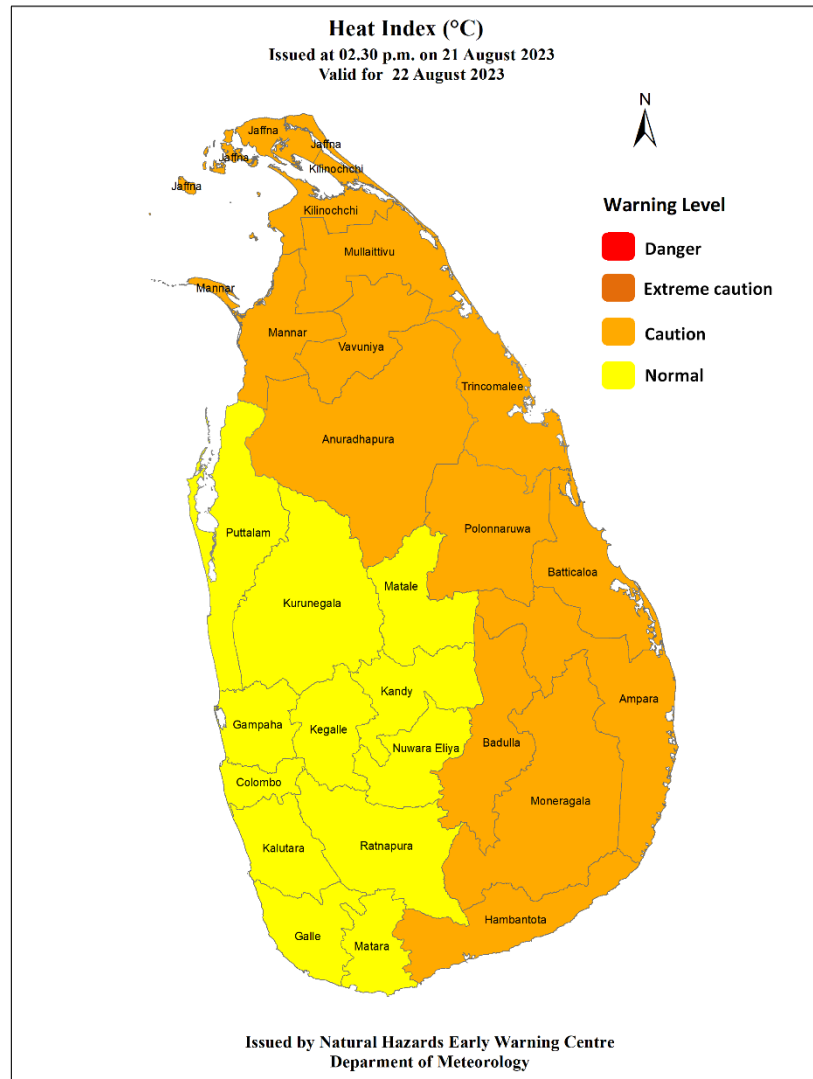 Heat Index (°C)
Issued at 02.30 p.m. on 21 August 2023
Valid for 22 August 2023
N
Jaffna
Jaffna
Jaffna
Kilinochchi
Jaffna
Kilinochchi
Warning Level
Danger
Mullaittivu
Extreme caution
Mannar
Mannar
Caution
Vavuniya
Normal
Trincomalee
Anuradhapura
Puttalam
Polonnaruwa
Batticaloa
Matale
Kurunegala
Kandy
Ampara
Gampaha
Kegalle
Nuwara Eliya
Badulla
Colombo
Moneragala
Kalutara
Ratnapura
Hambantota
Galle
Matara
Issued by Natural Hazards Early Warning Centre
Deparment of Meteorology